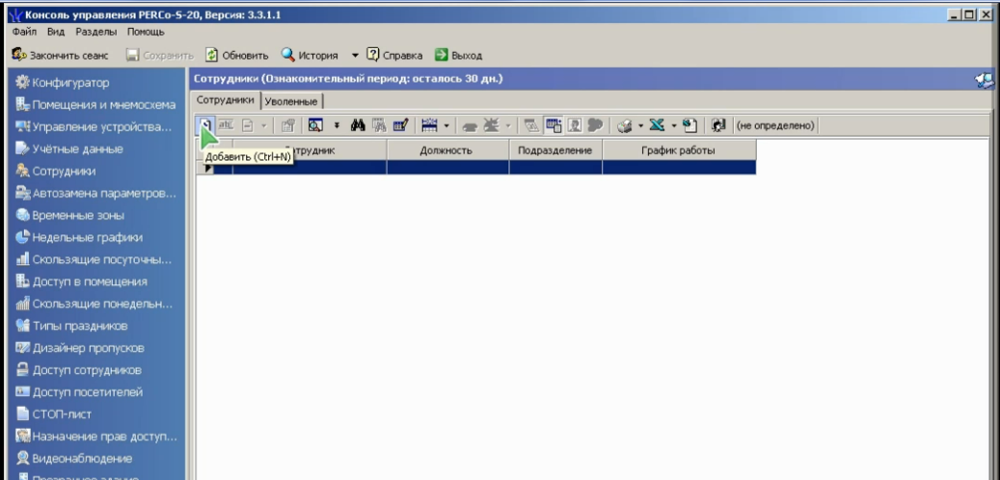 Консоль управления PERCo-S-20, Версия: 3.3.1.1
Файл Вид Разделы Помощь
Закончить сеанс Сохранить Обновить История Справка Выход
Конфигуратор
Помещения и мнемосхема
Управление устройства...
Учётные данные
Сотрудники
Автозамена параметров...
Временные зоны
Недельные графики
Скользящие посуточны...
Доступ в помещения
Скользящие понедельн...
Типы праздников
Дизайнер пропусков
Доступ сотрудников
Доступ посетителей
СТОП-лист
Назначение прав доступ...
Видеонаблюдение
Прозрачное здание
Сотрудники (Ознакомительный период: осталось 30 дн.)
Сотрудники Уволенные
(не определено)
Должность Подразделение График работы
Добавить (Ctrl+N)